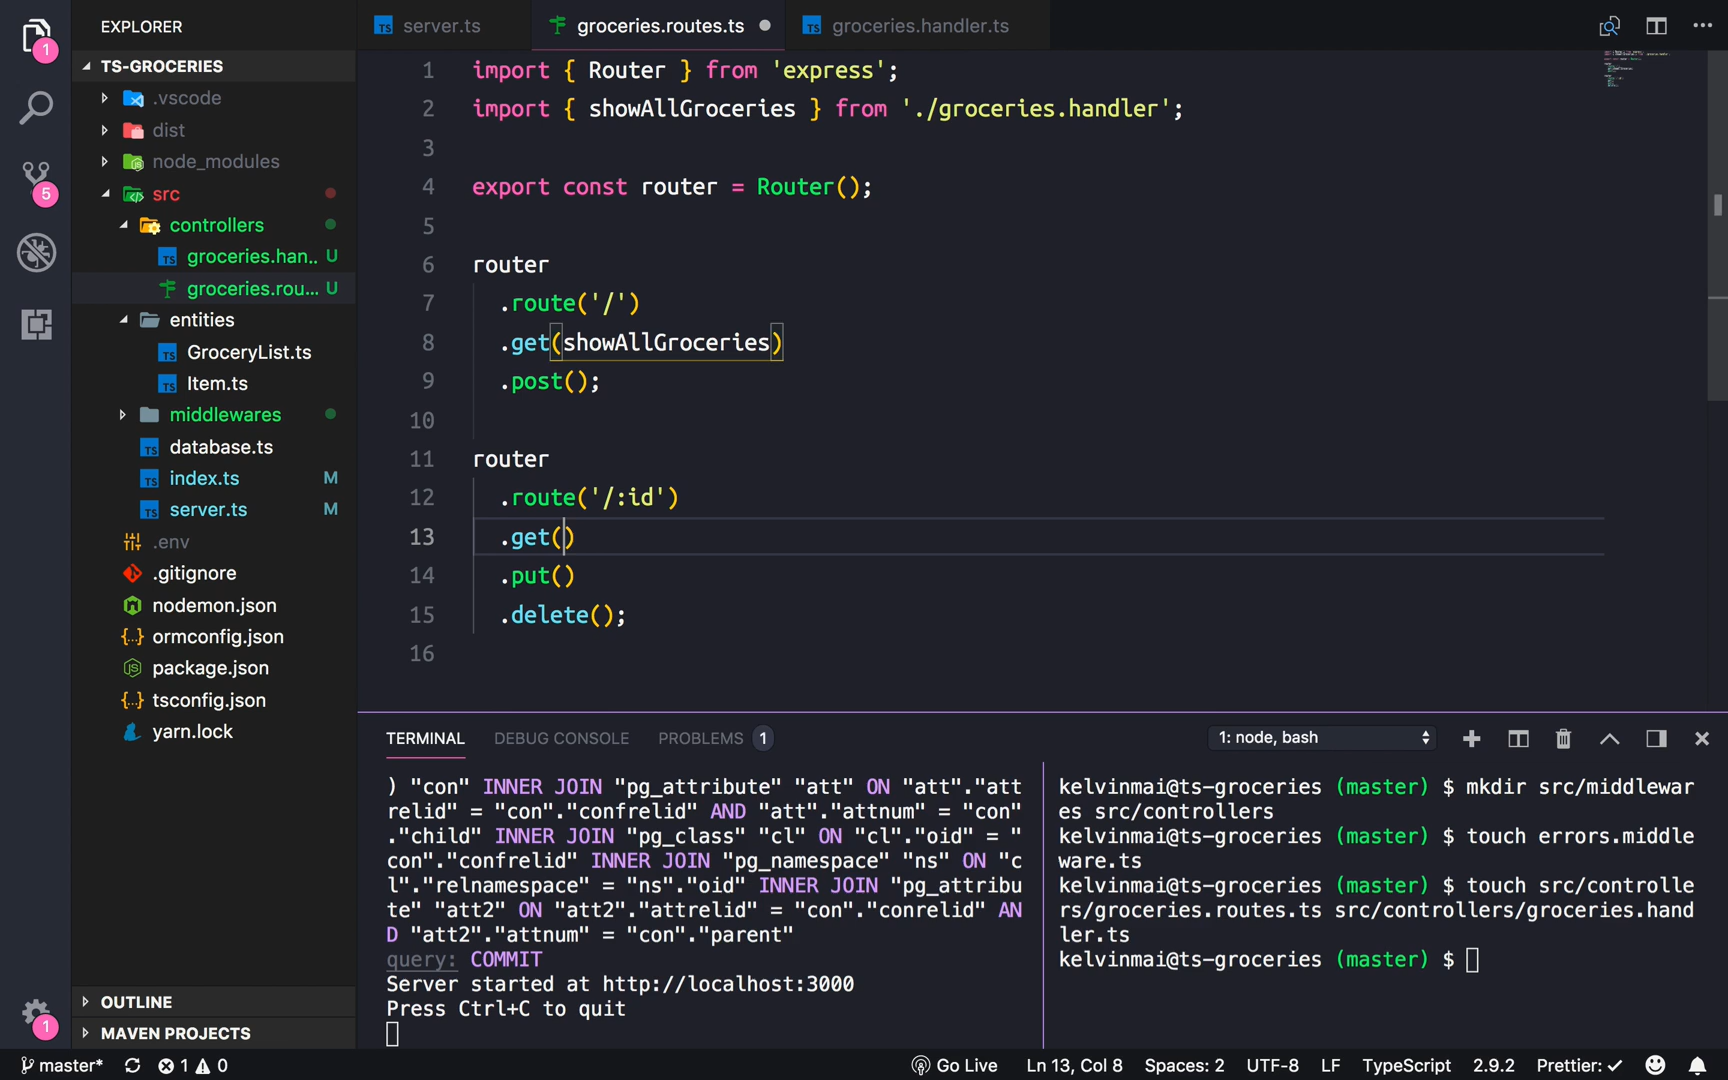 EXPLORER
server.ts
groceries.routes.ts
groceries.handler.ts
TS-GROCERIES
.vscode
dist
node_modules
src
controllers
groceries.han.. U
groceries.rou... U
entities
GroceryList.ts
Item.ts
middlewares
database.ts
index.ts M
server.ts M
.env
.gitignore
nodemon.json
ormconfig.json
package.json
tsconfig.json
yarn.lock
OUTLINE
MAVEN PROJECTS
1
5
1
1 import { Router } from 'express';
2 import { showAllGroceries } from './groceries.handler';
3
4 export const router = Router();
5
6 router
7 .route('/')
8 .get(showAllGroceries)
9 .post();
10
11 router
12 .route('/:id')
13 .get()
14 .put()
15 .delete();
16
TERMINAL DEBUG CONSOLE PROBLEMS 1
1: node, bash
) "con" INNER JOIN "pg_attribute" "att" ON "att"."att
relid" = "con"."confrelid" AND "att"."attnum" = "con"
."child" INNER JOIN "pg_class" "cl" ON "cl"."oid" = "
con"."confrelid" INNER JOIN "pg_namespace" "ns" ON "c
l"."relnamespace" = "ns"."oid" INNER JOIN "pg_attribu
te" "att2" ON "att2"."attrelid" = "con"."conrelid" AN
D "att2"."attnum" = "con"."parent"
query: COMMIT
Server started at http://localhost:3000
Press Ctrl+C to quit
kelvinmai@ts-groceries (master) $ mkdir src/middlewar
es src/controllers
kelvinmai@ts-groceries (master) $ touch errors.middle
ware.ts
kelvinmai@ts-groceries (master) $ touch src/controlle
rs/groceries.routes.ts src/controllers/groceries.hand
ler.ts
kelvinmai@ts-groceries (master) $
master* 1 0
Go Live Ln 13, Col 8 Spaces: 2 UTF-8 LF TypeScript 2.9.2 Prettier: ✓